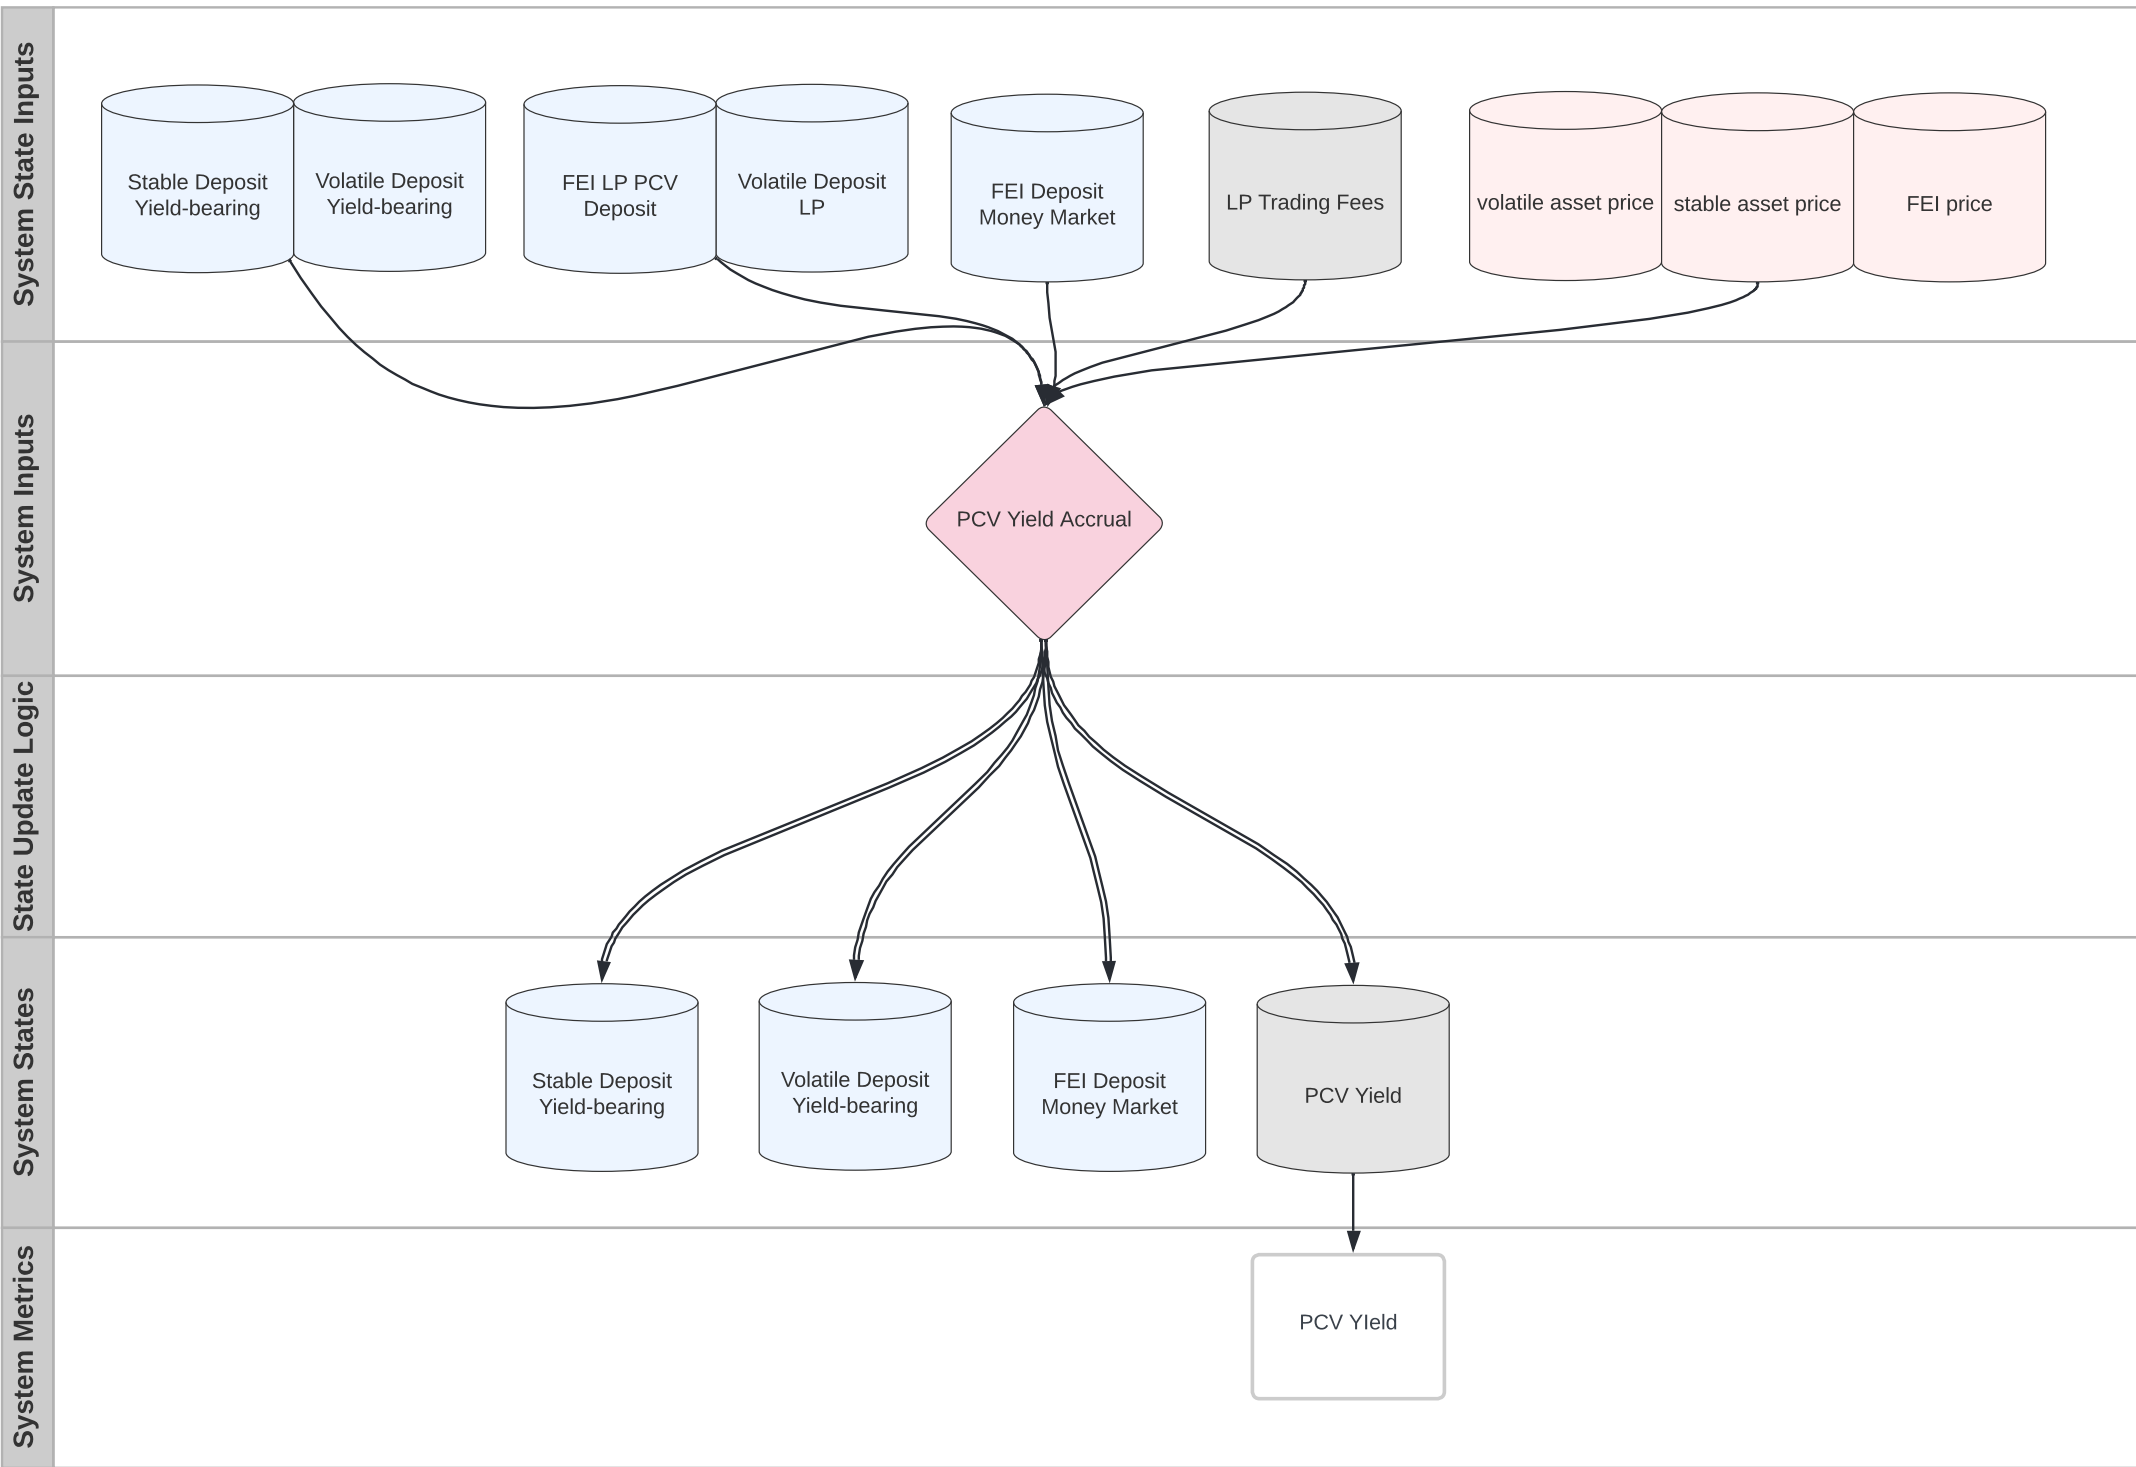 System State Inputs
Stable Deposit
Yield-bearing
Volatile Deposit
Yield-bearing
FEI LP PCV
Deposit
Volatile Deposit
LP
FEI Deposit
Money Market
LP Trading Fees
volatile asset price
stable asset price
FEI price
System Inputs
PCV Yield Accrual
State Update Logic
System States
Stable Deposit
Yield-bearing
Volatile Deposit
Yield-bearing
FEI Deposit
Money Market
PCV Yield
System Metrics
PCV YIeld